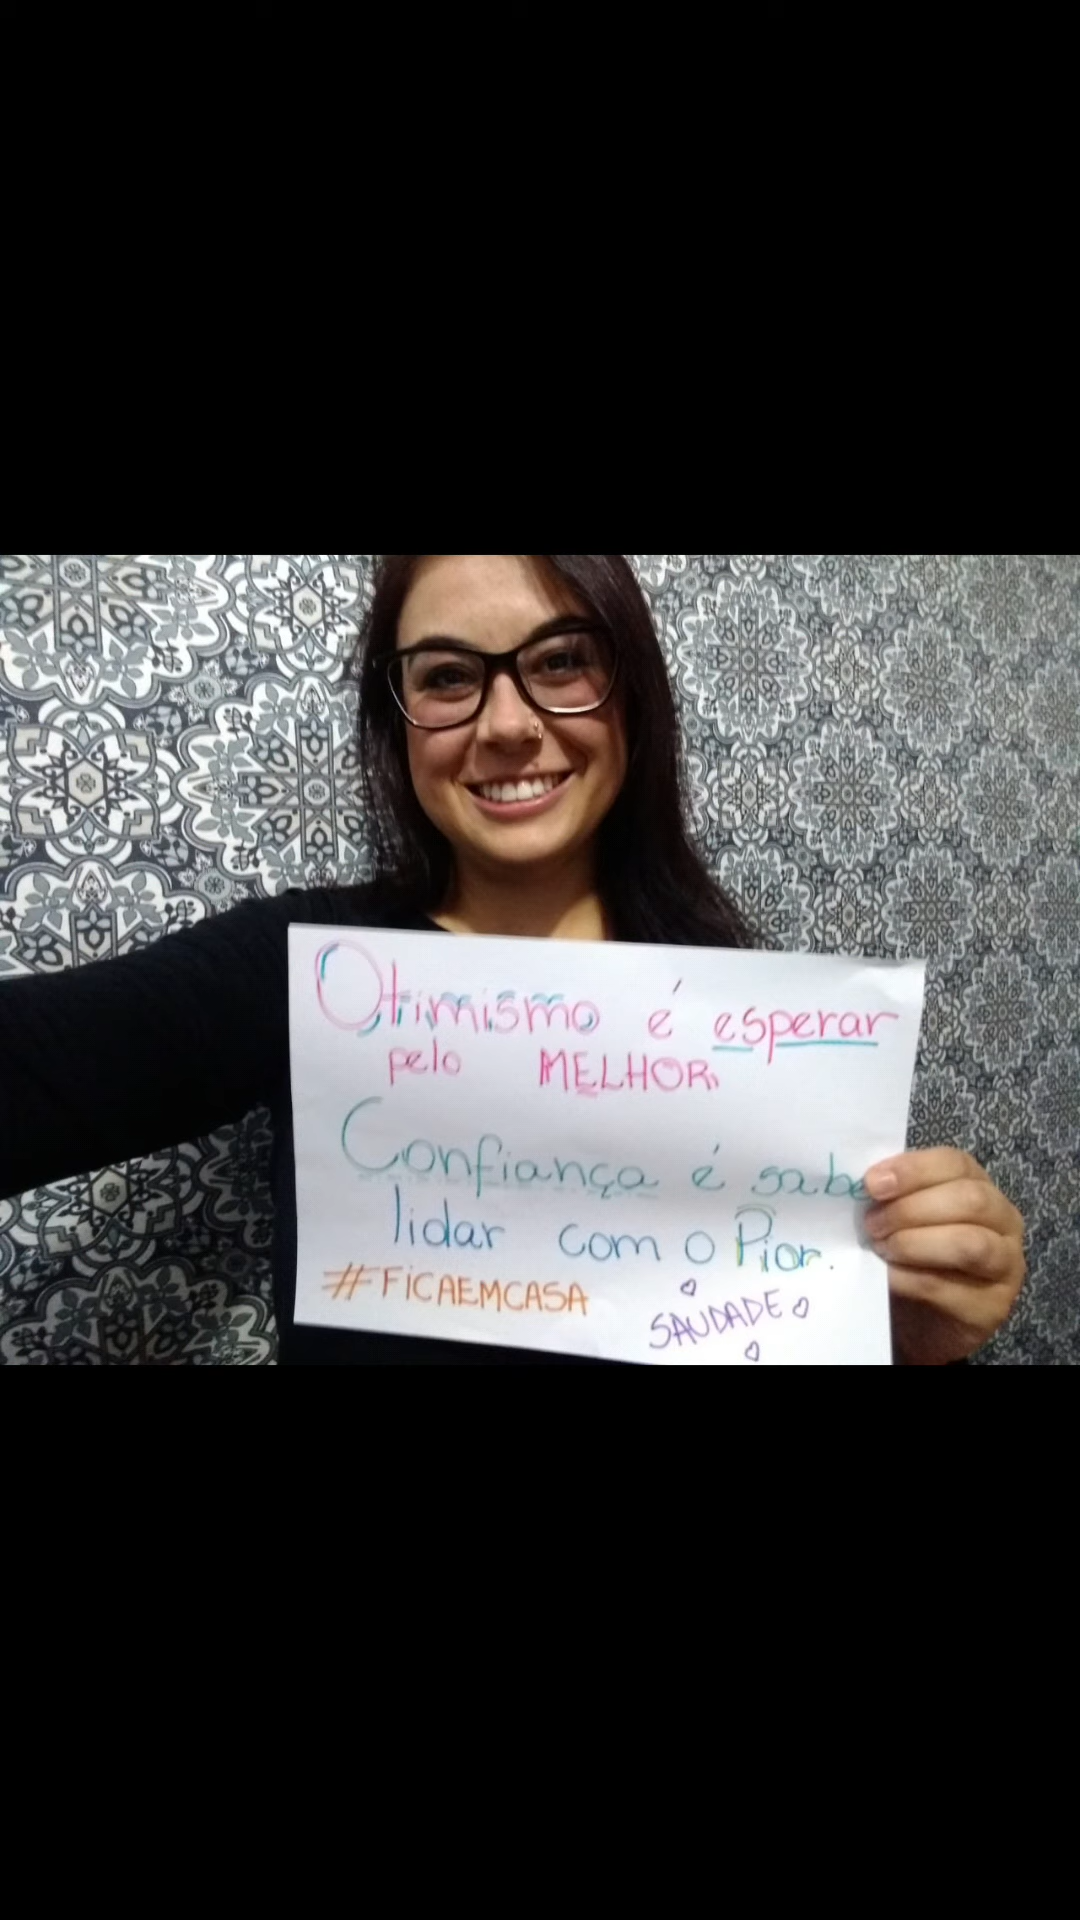 Otimismo é esperar
pelo MELHOR.
Confiança é sabe
lidar com o Pior.
#FICAEMCASA
SAUDADE